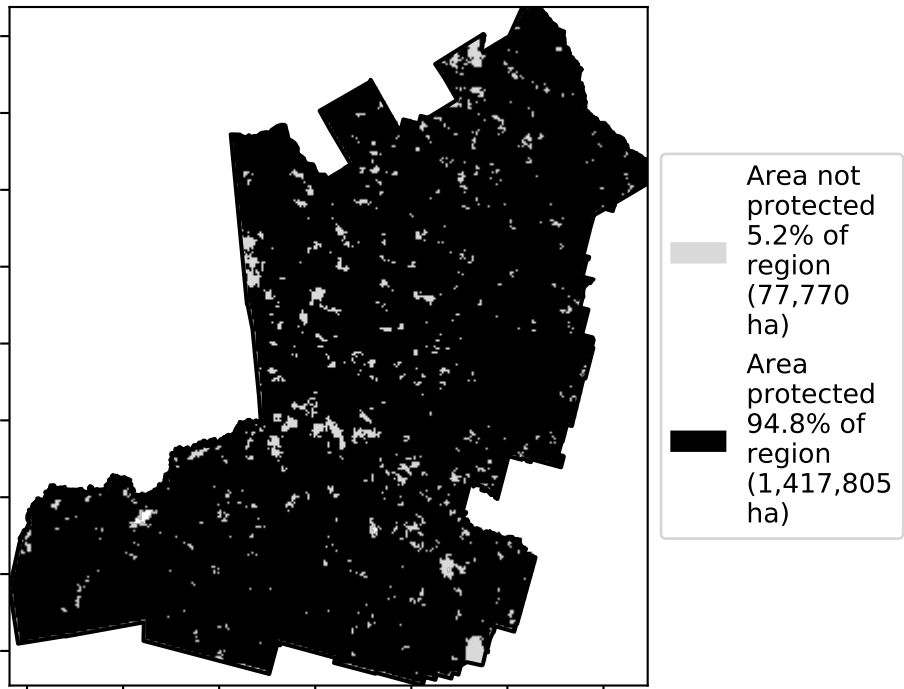 Area not
protected
5.2% of
region
(77,770
ha)
Area
protected
94.8% of
region
(1,417,805
ha)